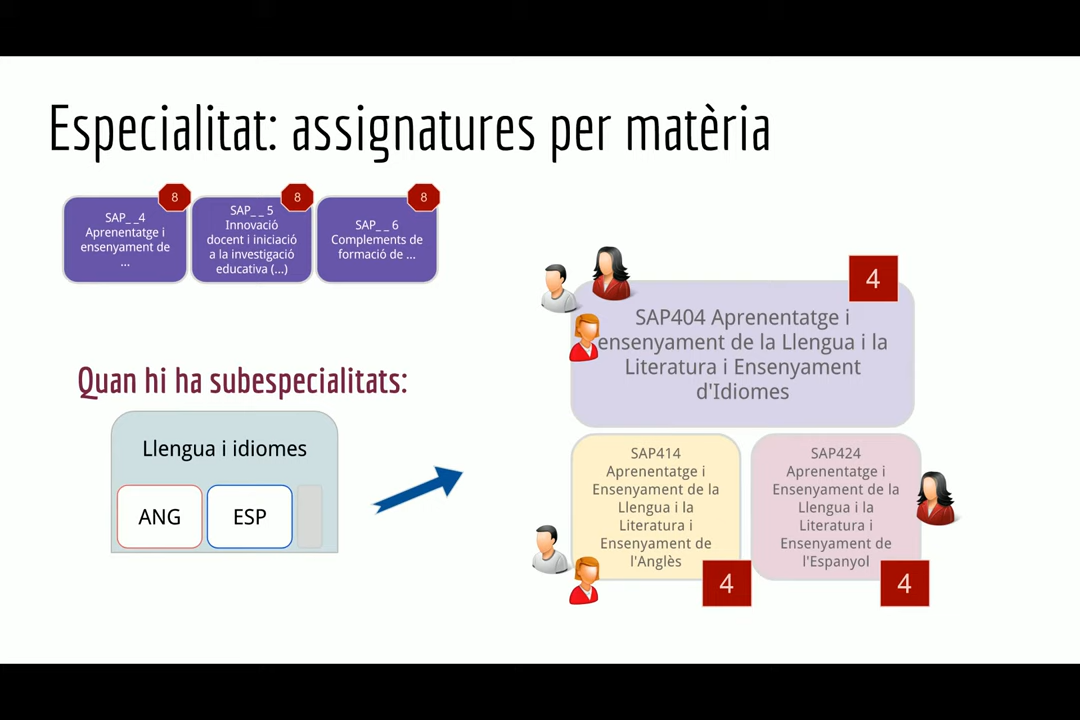 Especialitat: assignatures per matèria
8
SAP_ _4
Aprenentatge i
ensenyament de
...
8
SAP_ _ 5
Innovació
docent i iniciació
a la investigació
educativa (...)
8
SAP_ _ 6
Complements de
formació de ...
4
SAP404 Aprenentatge i
ensenyament de la Llengua i la
Literatura i Ensenyament
d'Idiomes
Quan hi ha subespecialitats:
Llengua i idiomes
ANG
ESP
SAP414
Aprenentatge i
Ensenyament de la
Llengua i la
Literatura i
Ensenyament de
l'Anglès
4
SAP424
Aprenentatge i
Ensenyament de la
Llengua i la
Literatura i
Ensenyament de
l'Espanyol
4